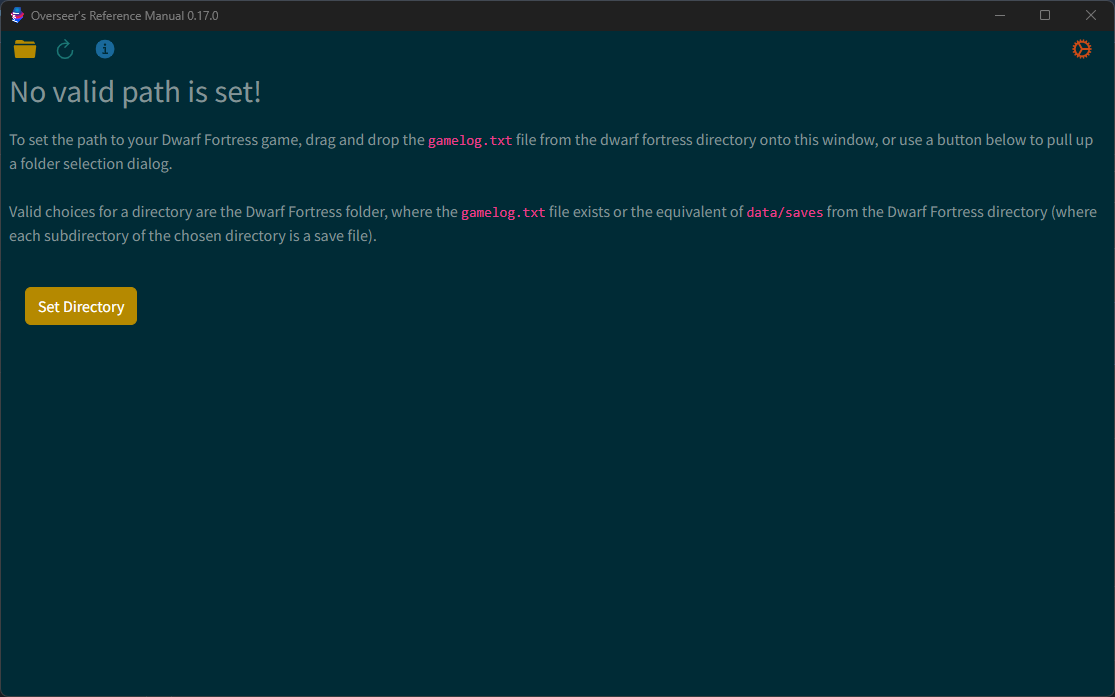 Overseer's Reference Manual 0.17.0
No valid path is set!
To set the path to your Dwarf Fortress game, drag and drop the gamelog.txt file from the dwarf fortress directory onto this window, or use a button below to pull up
a folder selection dialog.
Valid choices for a directory are the Dwarf Fortress folder, where the gamelog.txt file exists or the equivalent of data/saves from the Dwarf Fortress directory (where
each subdirectory of the chosen directory is a save file).
Set Directory